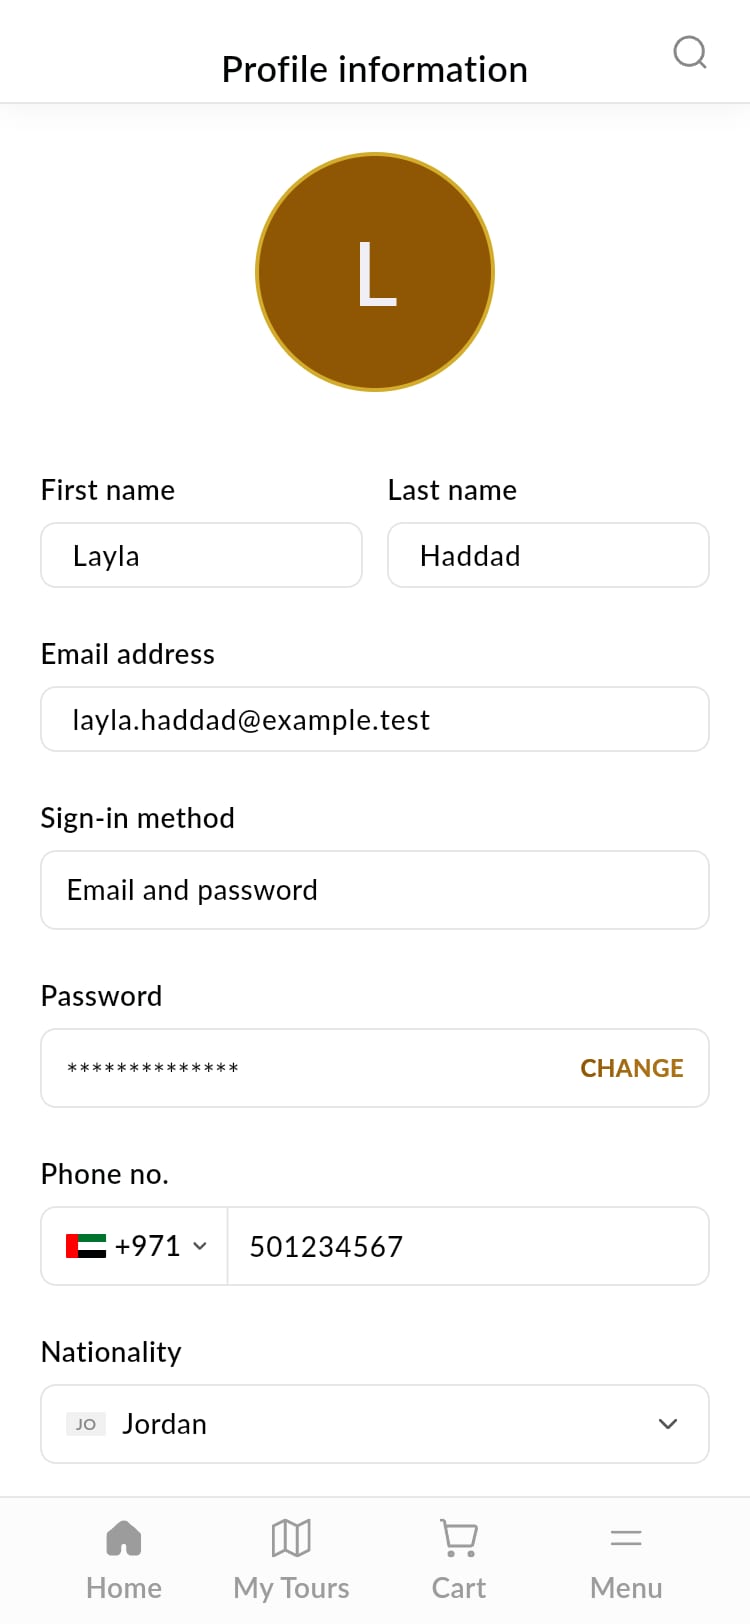 Profile information
L
First name
Last name
Layla
Haddad
Email address
layla.haddad@example.test
Sign-in method
Email and password
Password
**************
CHANGE
Phone no.
+971
501234567
Nationality
JO
Jordan
Home
My Tours
Cart
Menu